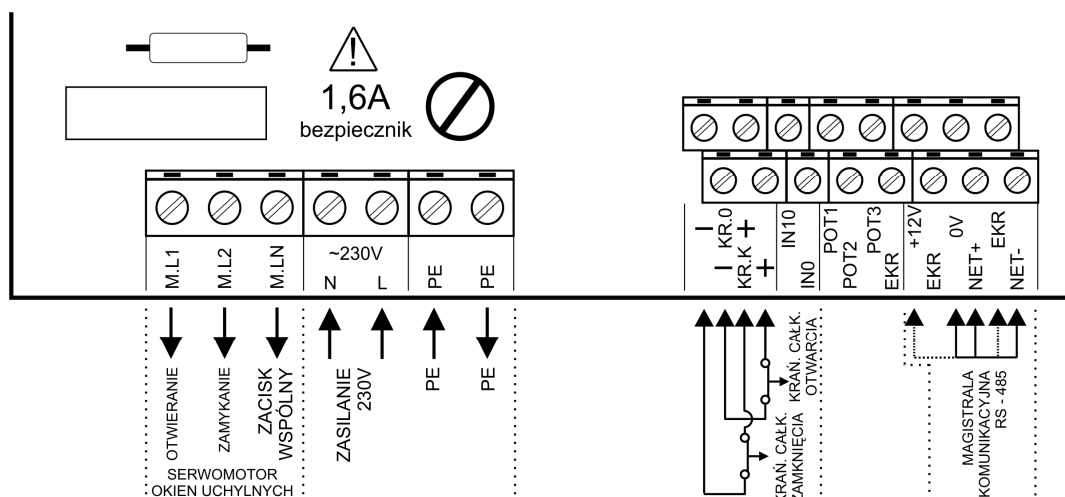 !
1,6A
bezpiecznik
M.L1
M.L2
M.LN
~230V
N
L
PE
PE
− KR.0 +
− KR.K +
IN10
IN0
POT1
POT2
POT3
EKR
+12V
EKR
0V
NET+
EKR
NET-
OTWIERANIE
ZAMYKANIE
ZACISK
WSPÓLNY
ZASILANIE
230V
PE
PE
SERWOMOTOR
OKIEN UCHYLNYCH
KRAŃ. CAŁK.
OTWARCIA
KRAŃ. CAŁK.
ZAMKNIĘCIA
MAGISTRALA
KOMUNIKACYJNA
RS - 485